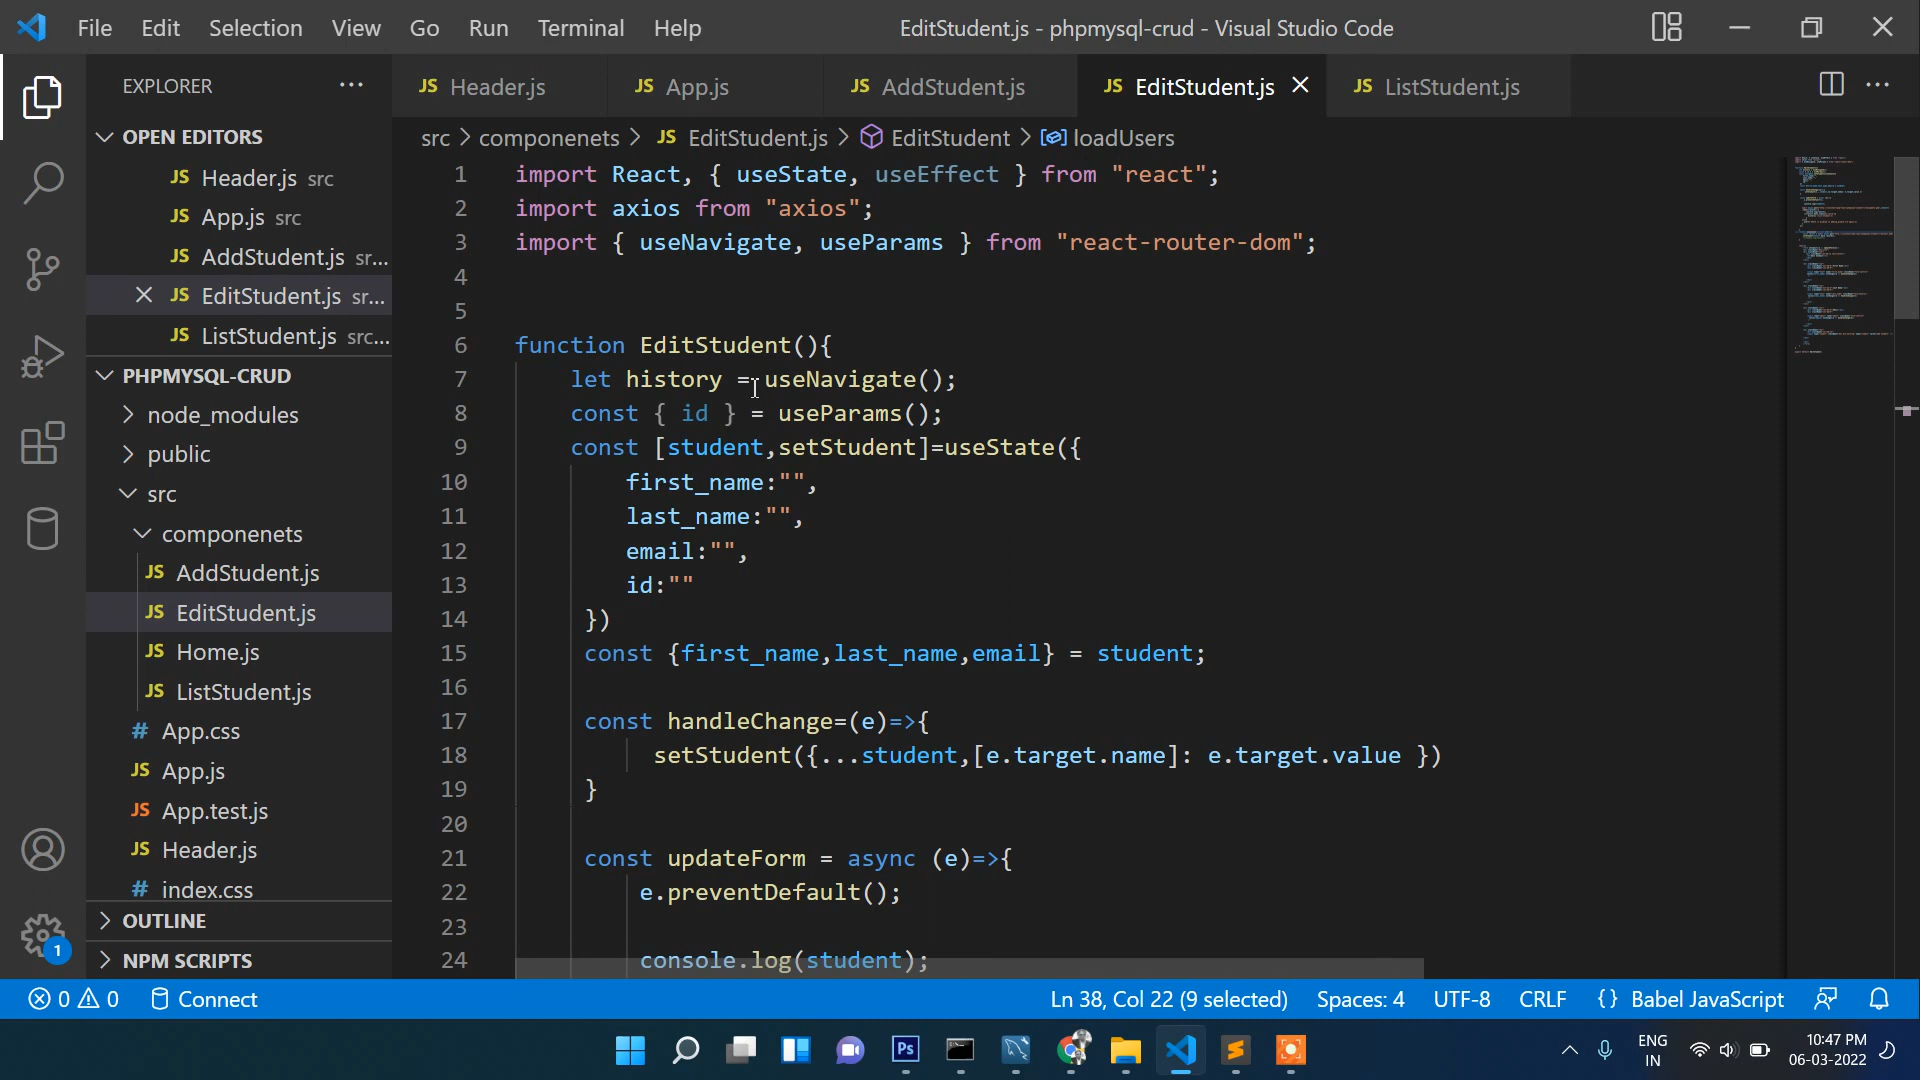 File Edit Selection View Go Run Terminal Help EditStudent.js - phpmysql-crud - Visual Studio Code
EXPLORER
JS Header.js JS App.js JS AddStudent.js JS EditStudent.js JS ListStudent.js
OPEN EDITORS
JS Header.js src
JS App.js src
JS AddStudent.js sr...
JS EditStudent.js sr...
JS ListStudent.js src...
PHPMYSQL-CRUD
node_modules
public
src
componenets
JS AddStudent.js
JS EditStudent.js
JS Home.js
JS ListStudent.js
# App.css
JS App.js
JS App.test.js
JS Header.js
# index.css
OUTLINE
NPM SCRIPTS
1
src > componenets > JS EditStudent.js > EditStudent > loadUsers
1 import React, { useState, useEffect } from "react";
2 import axios from "axios";
3 import { useNavigate, useParams } from "react-router-dom";
4
5
6 function EditStudent(){
7 let history = useNavigate();
8 const { id } = useParams();
9 const [student,setStudent]=useState({
10 first_name:"",
11 last_name:"",
12 email:"",
13 id:""
14 })
15 const {first_name,last_name,email} = student;
16
17 const handleChange=(e)=>{
18 setStudent({...student,[e.target.name]: e.target.value })
19 }
20
21 const updateForm = async (e)=>{
22 e.preventDefault();
23
24 console.log(student);
0 0 Connect Ln 38, Col 22 (9 selected) Spaces: 4 UTF-8 CRLF {} Babel JavaScript
Ps
ENG
IN
10:47 PM
06-03-2022